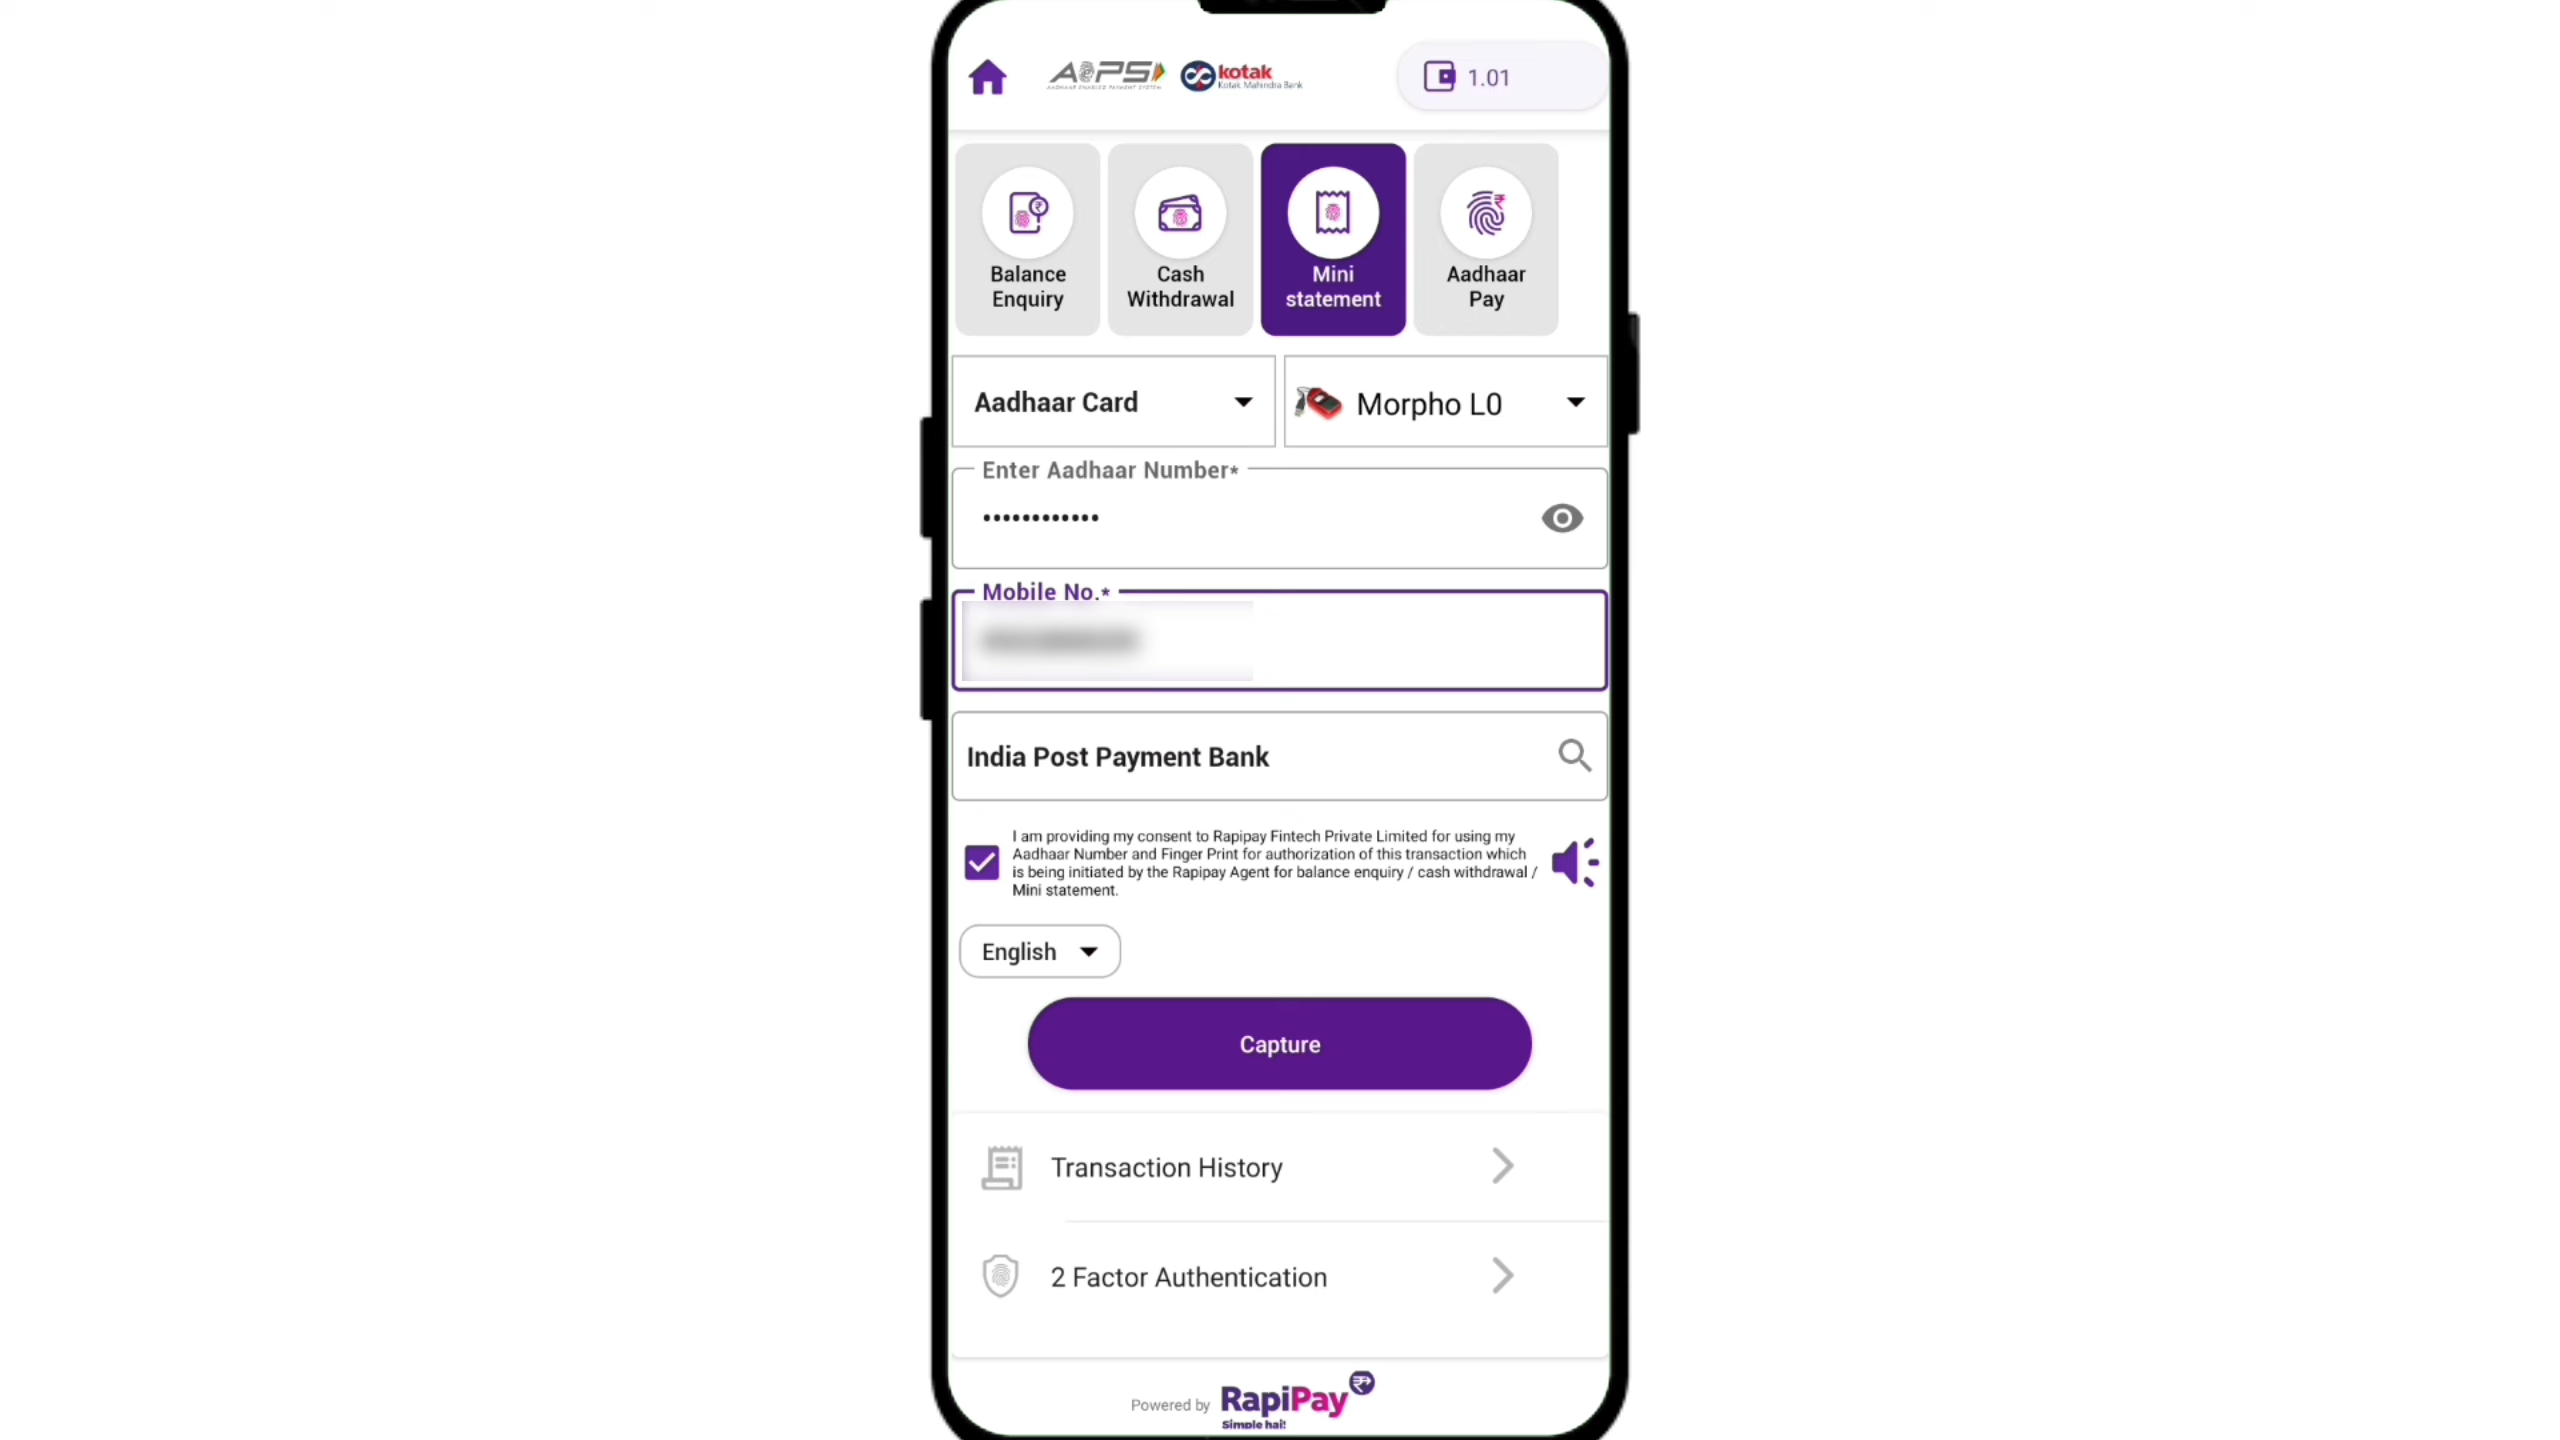 AEPS
AADHAAR ENABLED PAYMENT SYSTEM
kotak
Kotak Mahindra Bank
1.01
Balance
Enquiry
Cash
Withdrawal
Mini
statement
Aadhaar
Pay
Aadhaar Card
Morpho L0
Enter Aadhaar Number*
••••••••••••
Mobile No.*
India Post Payment Bank
I am providing my consent to Rapipay Fintech Private Limited for using my
Aadhaar Number and Finger Print for authorization of this transaction which
is being initiated by the Rapipay Agent for balance enquiry / cash withdrawal /
Mini statement.
English
Capture
Transaction History
2 Factor Authentication
Powered by RapiPay
Simple hai!